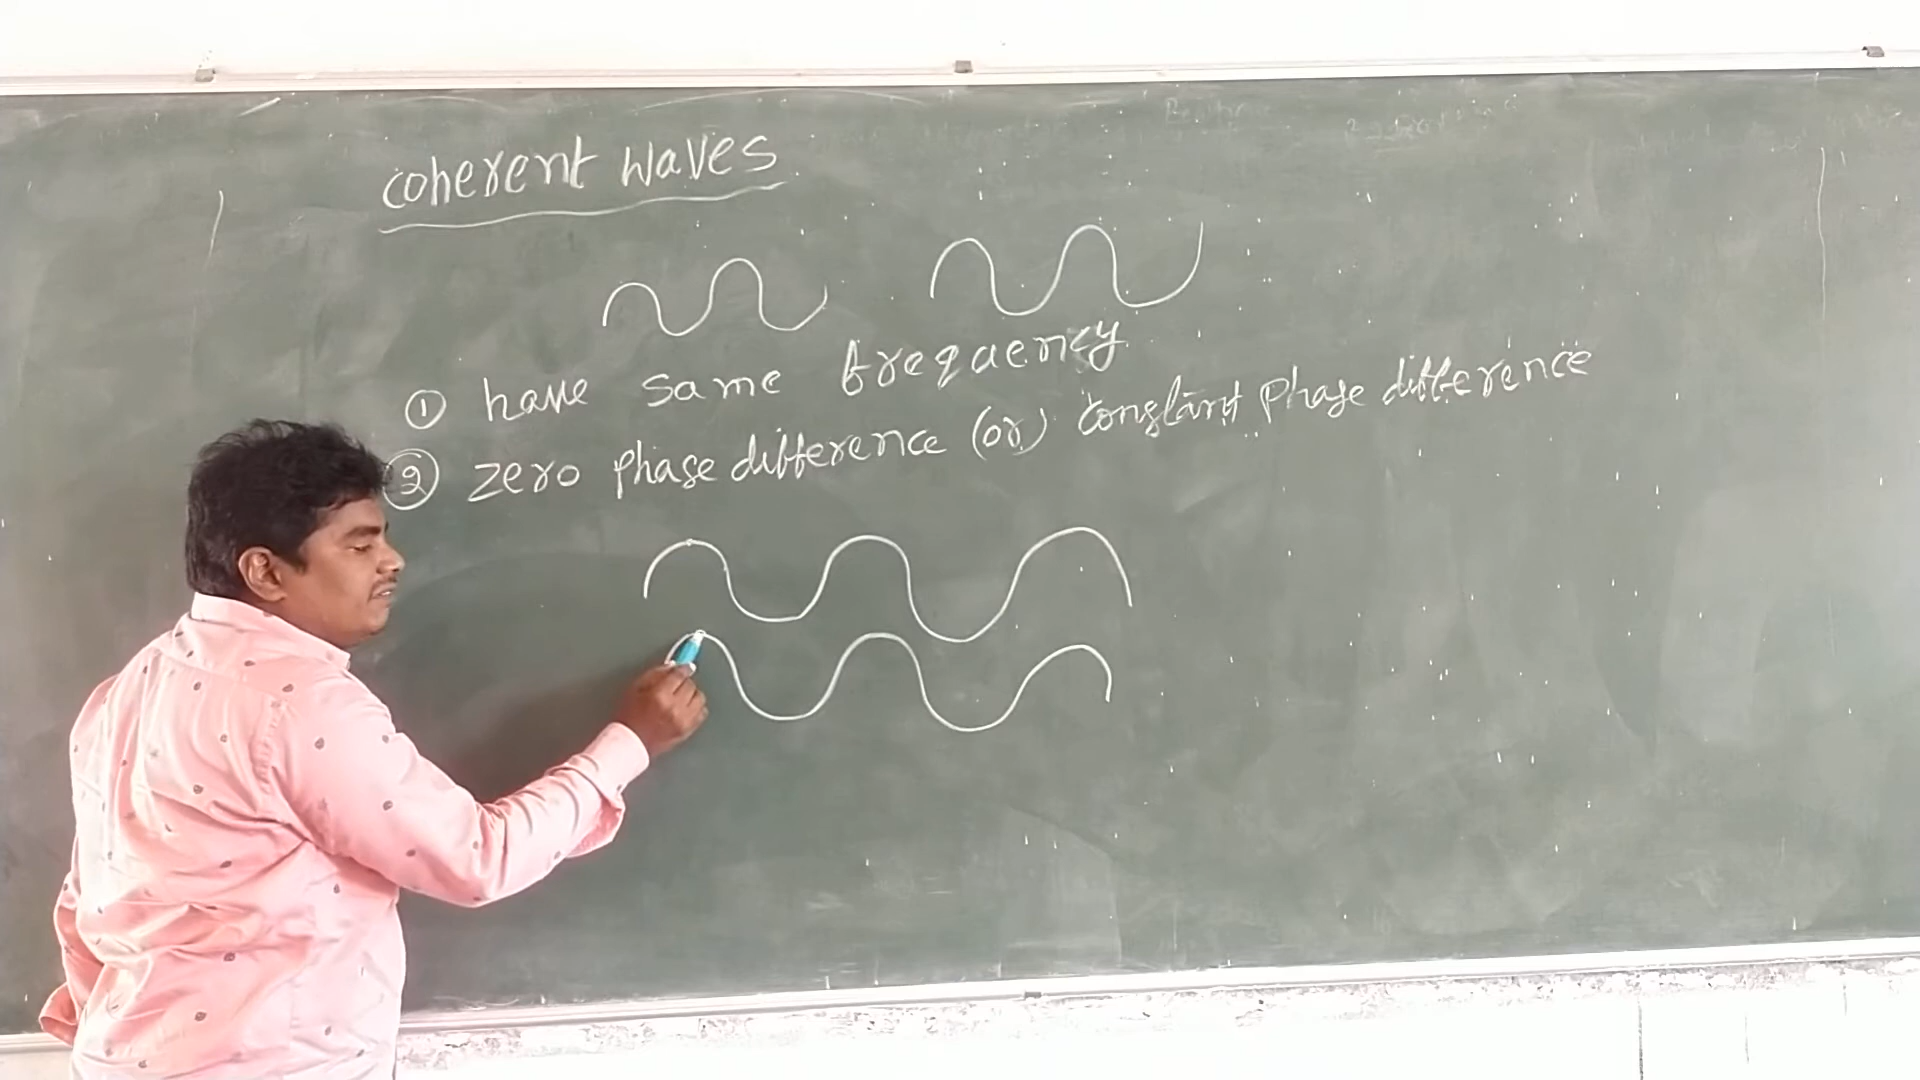 coherent waves
① have same frequency
② zero phase difference (or) constant phase difference